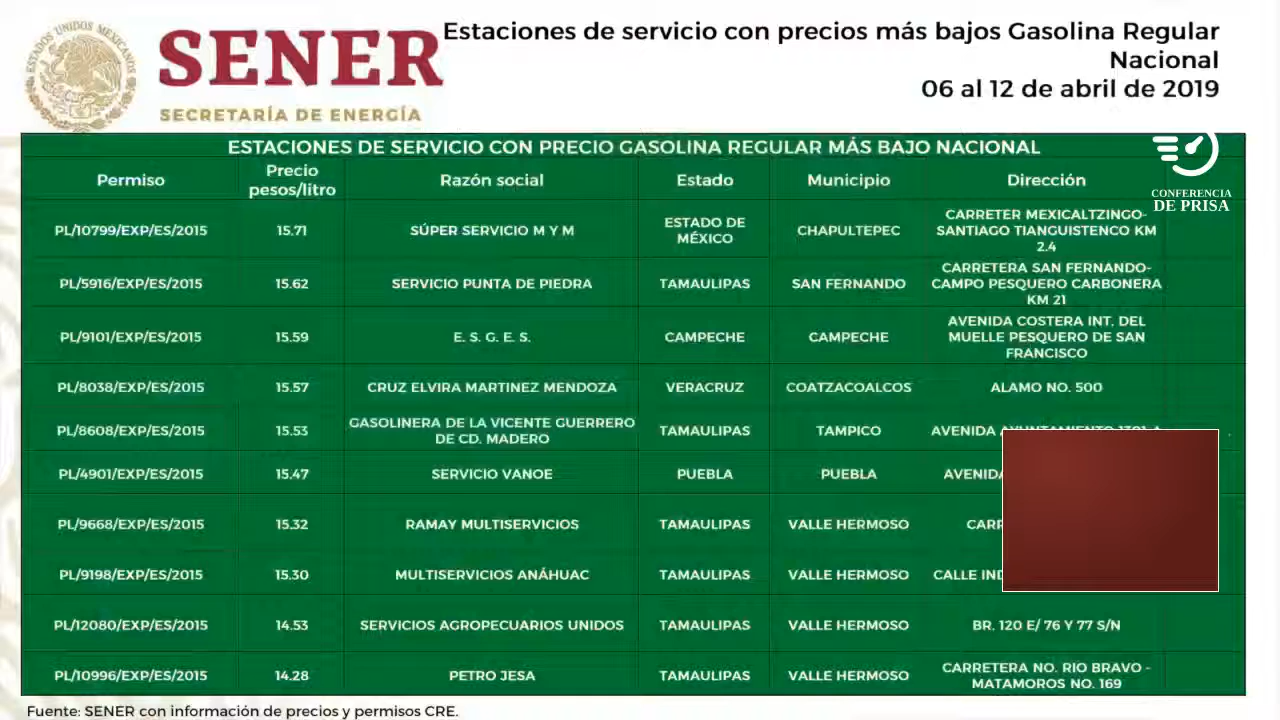 ESTADOS UNIDOS MEXICANOS
SENER
SECRETARÍA DE ENERGÍA
Estaciones de servicio con precios más bajos Gasolina Regular
Nacional
06 al 12 de abril de 2019
ESTACIONES DE SERVICIO CON PRECIO GASOLINA REGULAR MÁS BAJO NACIONAL
CONFERENCIA
DE PRISA
Permiso Precio pesos/litro Razón social Estado Municipio Dirección
PL/10799/EXP/ES/2015 15.71 SÚPER SERVICIO M Y M ESTADO DE MÉXICO CHAPULTEPEC CARRETER MEXICALTZINGO-SANTIAGO TIANGUISTENCO KM 2.4
PL/5916/EXP/ES/2015 15.62 SERVICIO PUNTA DE PIEDRA TAMAULIPAS SAN FERNANDO CARRETERA SAN FERNANDO-CAMPO PESQUERO CARBONERA KM 21
PL/9101/EXP/ES/2015 15.59 E. S. G. E. S. CAMPECHE CAMPECHE AVENIDA COSTERA INT. DEL MUELLE PESQUERO DE SAN FRANCISCO
PL/8038/EXP/ES/2015 15.57 CRUZ ELVIRA MARTINEZ MENDOZA VERACRUZ COATZACOALCOS ALAMO NO. 500
PL/8608/EXP/ES/2015 15.53 GASOLINERA DE LA VICENTE GUERRERO DE CD. MADERO TAMAULIPAS TAMPICO AVENIDA
PL/4901/EXP/ES/2015 15.47 SERVICIO VANOE PUEBLA PUEBLA AVENIDA
PL/9668/EXP/ES/2015 15.32 RAMAY MULTISERVICIOS TAMAULIPAS VALLE HERMOSO
PL/9198/EXP/ES/2015 15.30 MULTISERVICIOS ANÁHUAC TAMAULIPAS VALLE HERMOSO CALLE
PL/12080/EXP/ES/2015 14.53 SERVICIOS AGROPECUARIOS UNIDOS TAMAULIPAS VALLE HERMOSO BR. 120 E/ 76 Y 77 S/N
PL/10996/EXP/ES/2015 14.28 PETRO JESA TAMAULIPAS VALLE HERMOSO CARRETERA NO. RIO BRAVO - MATAMOROS NO. 169
Fuente: SENER con información de precios y permisos CRE.